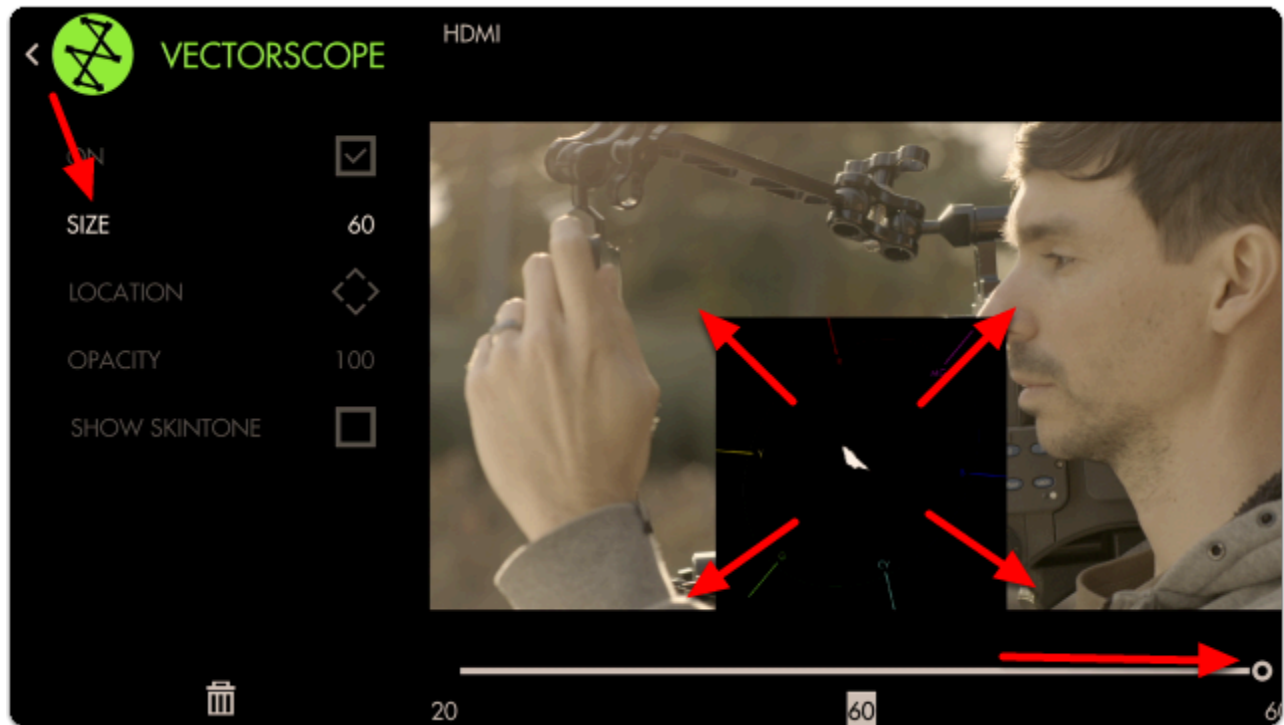 VECTORSCOPE
HDMI
ON
SIZE 60
LOCATION
OPACITY 100
SHOW SKINTONE
Y
20 60